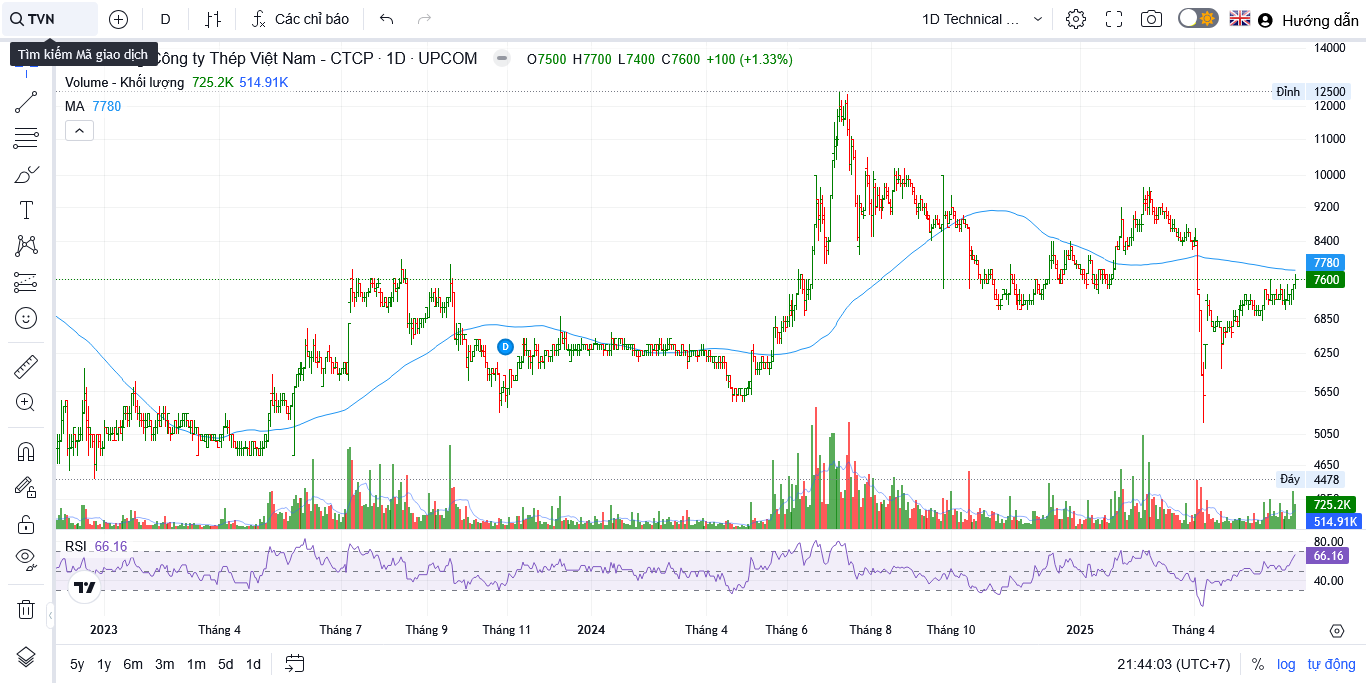 TVN
D
Các chỉ báo
1D Technical ...
Hướng dẫn
Tìm kiếm Mã giao dịch
Công ty Thép Việt Nam - CTCP · 1D · UPCOM
O7500 H7700 L7400 C7600 +100 (+1.33%)
Volume - Khối lượng 725.2K 514.91K
MA 7780
14000
Đỉnh 12500
12000
11000
10000
9200
8400
7780
7600
6850
6250
5650
5050
4650
Đáy 4478
725.2K
514.91K
D
RSI 66.16
80.00
66.16
40.00
2023 Tháng 4 Tháng 7 Tháng 9 Tháng 11 2024 Tháng 4 Tháng 6 Tháng 8 Tháng 10 2025 Tháng 4
5y 1y 6m 3m 1m 5d 1d
21:44:03 (UTC+7) % log tự động